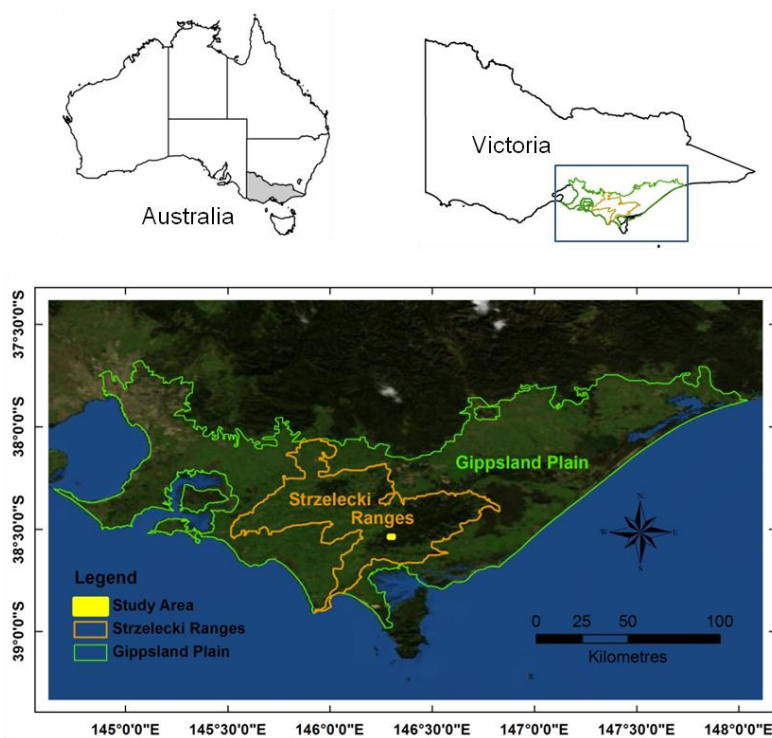 Australia
Victoria
37°30'0"S
38°0'0"S
38°30'0"S
39°0'0"S
Gippsland Plain
Strzelecki
Ranges
N
W
E
S
Legend
Study Area
Strzelecki Ranges
Gippsland Plain
0 25 50 100
Kilometres
145°0'0"E 145°30'0"E 146°0'0"E 146°30'0"E 147°0'0"E 147°30'0"E 148°0'0"E